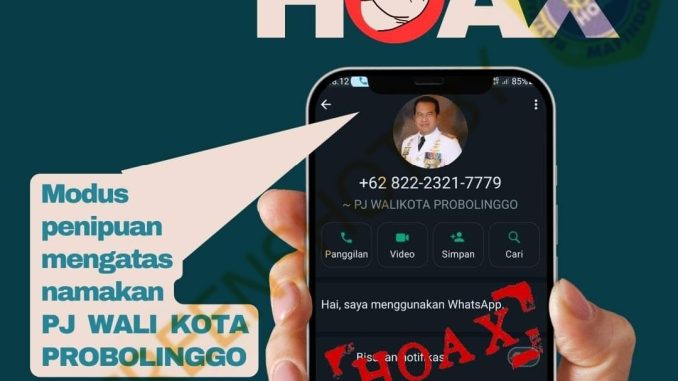 HOAX
8.12
85%
+62 822-2321-7779
~ PJ WALIKOTA PROBOLINGGO
Panggilan
Video
Simpan
Cari
Hai, saya menggunakan WhatsApp.
HOAX
Modus
penipuan
mengatas
namakan
PJ WALI KOTA
PROBOLINGGO